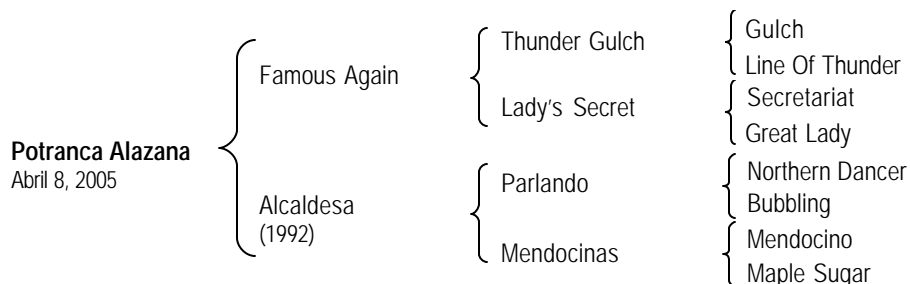 Potranca Alazana
Abril 8, 2005
Famous Again
Alcaldesa
(1992)
Thunder Gulch
Lady's Secret
Parlando
Mendocinas
Gulch
Line Of Thunder
Secretariat
Great Lady
Northern Dancer
Bubbling
Mendocino
Maple Sugar